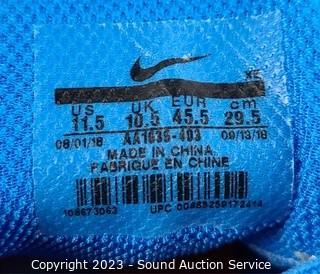 XE
US UK EUR cm
11.5 10.5 45.5 29.5
08/01/18 AA1636-403 09/13/18
MADE IN CHINA
FABRIQUE EN CHINE
UPC
Copyright 2023 - Sound Auction Service